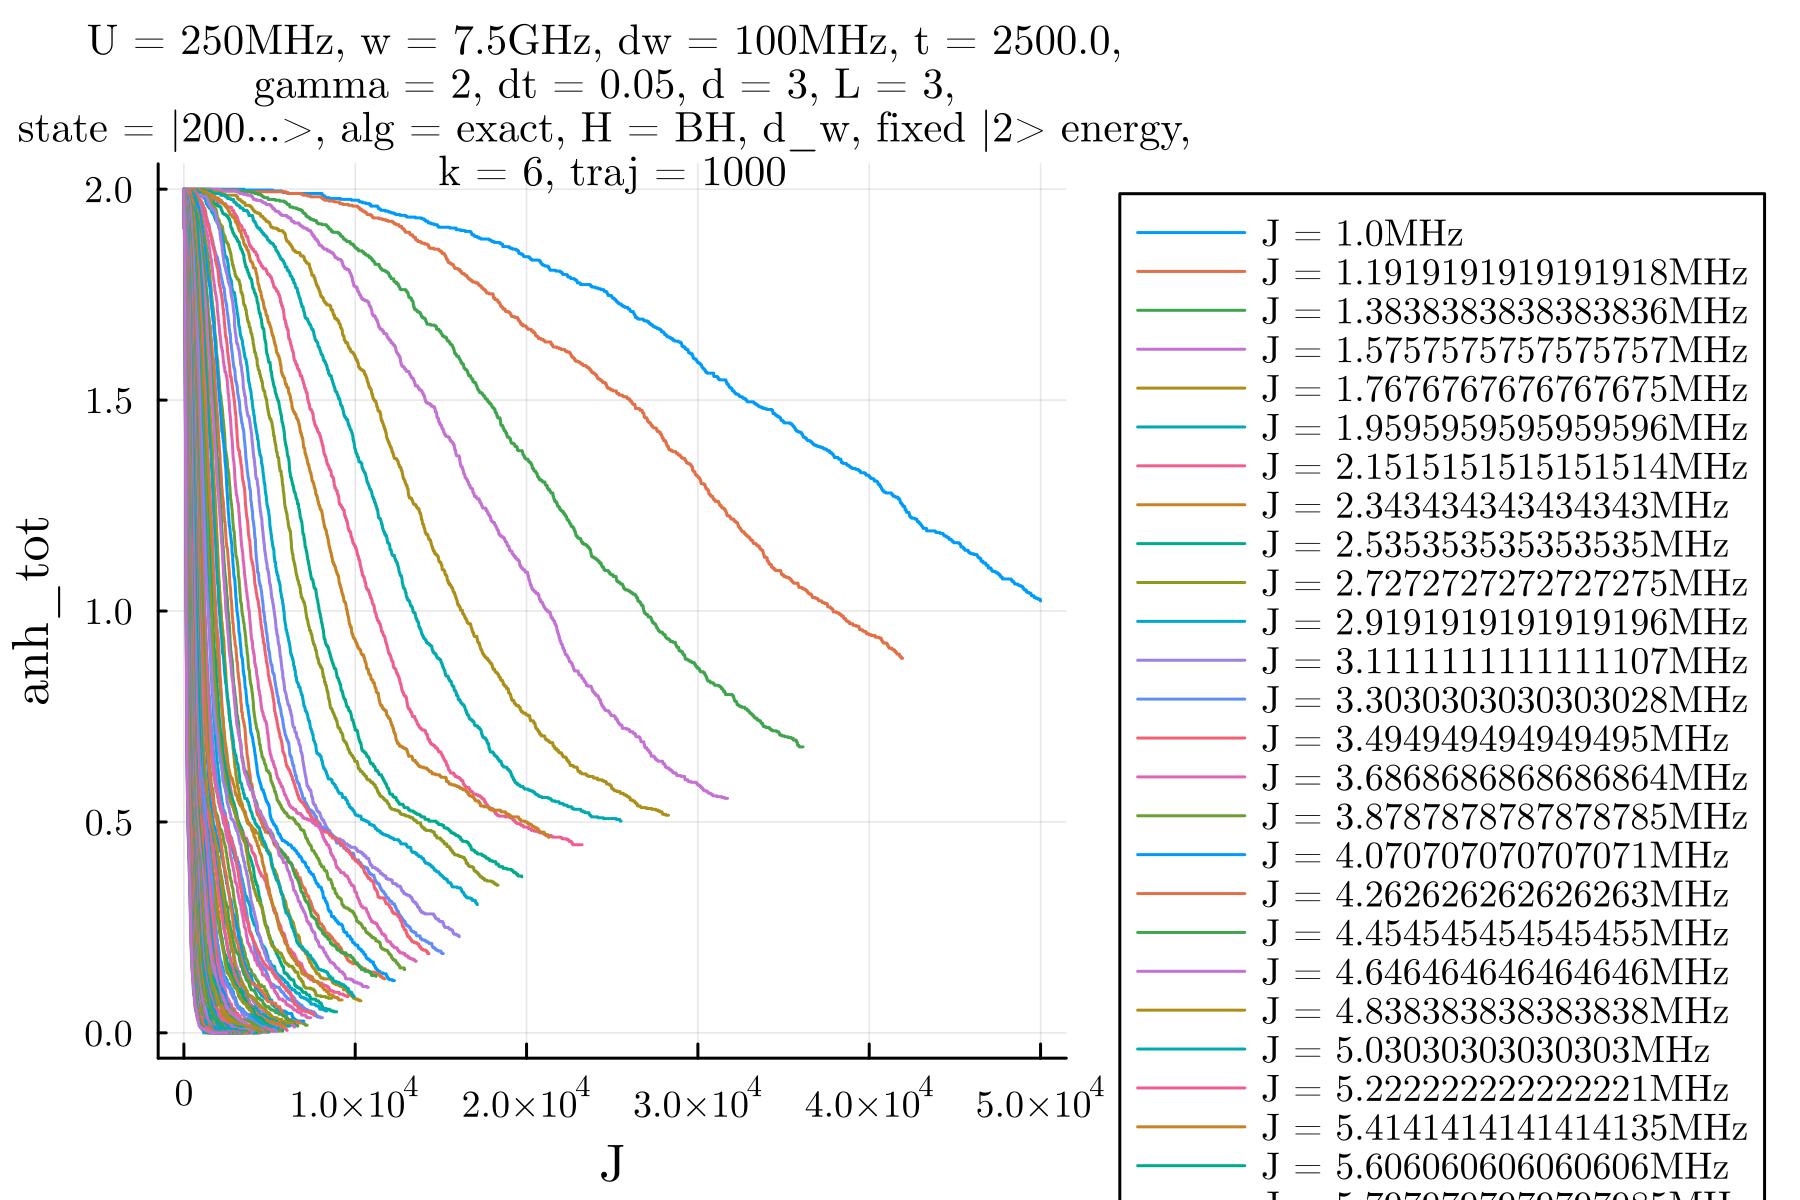 U = 250MHz, w = 7.5GHz, dw = 100MHz, t = 2500.0,
gamma = 2, dt = 0.05, d = 3, L = 3,
state = |200...>, alg = exact, H = BH, d_w, fixed |2> energy,
k = 6, traj = 1000
2.0
1.5
1.0
0.5
0.0
anh_tot
0
1.0×10⁴
2.0×10⁴
3.0×10⁴
4.0×10⁴
5.0×10⁴
J
J = 1.0MHz
J = 1.1919191919191918MHz
J = 1.3838383838383836MHz
J = 1.5757575757575757MHz
J = 1.7676767676767675MHz
J = 1.9595959595959596MHz
J = 2.1515151515151514MHz
J = 2.343434343434343MHz
J = 2.535353535353535MHz
J = 2.7272727272727275MHz
J = 2.9191919191919196MHz
J = 3.1111111111111107MHz
J = 3.3030303030303028MHz
J = 3.494949494949495MHz
J = 3.6868686868686864MHz
J = 3.8787878787878785MHz
J = 4.070707070707071MHz
J = 4.262626262626263MHz
J = 4.454545454545455MHz
J = 4.646464646464646MHz
J = 4.838383838383838MHz
J = 5.03030303030303MHz
J = 5.222222222222221MHz
J = 5.4141414141414135MHz
J = 5.606060606060606MHz